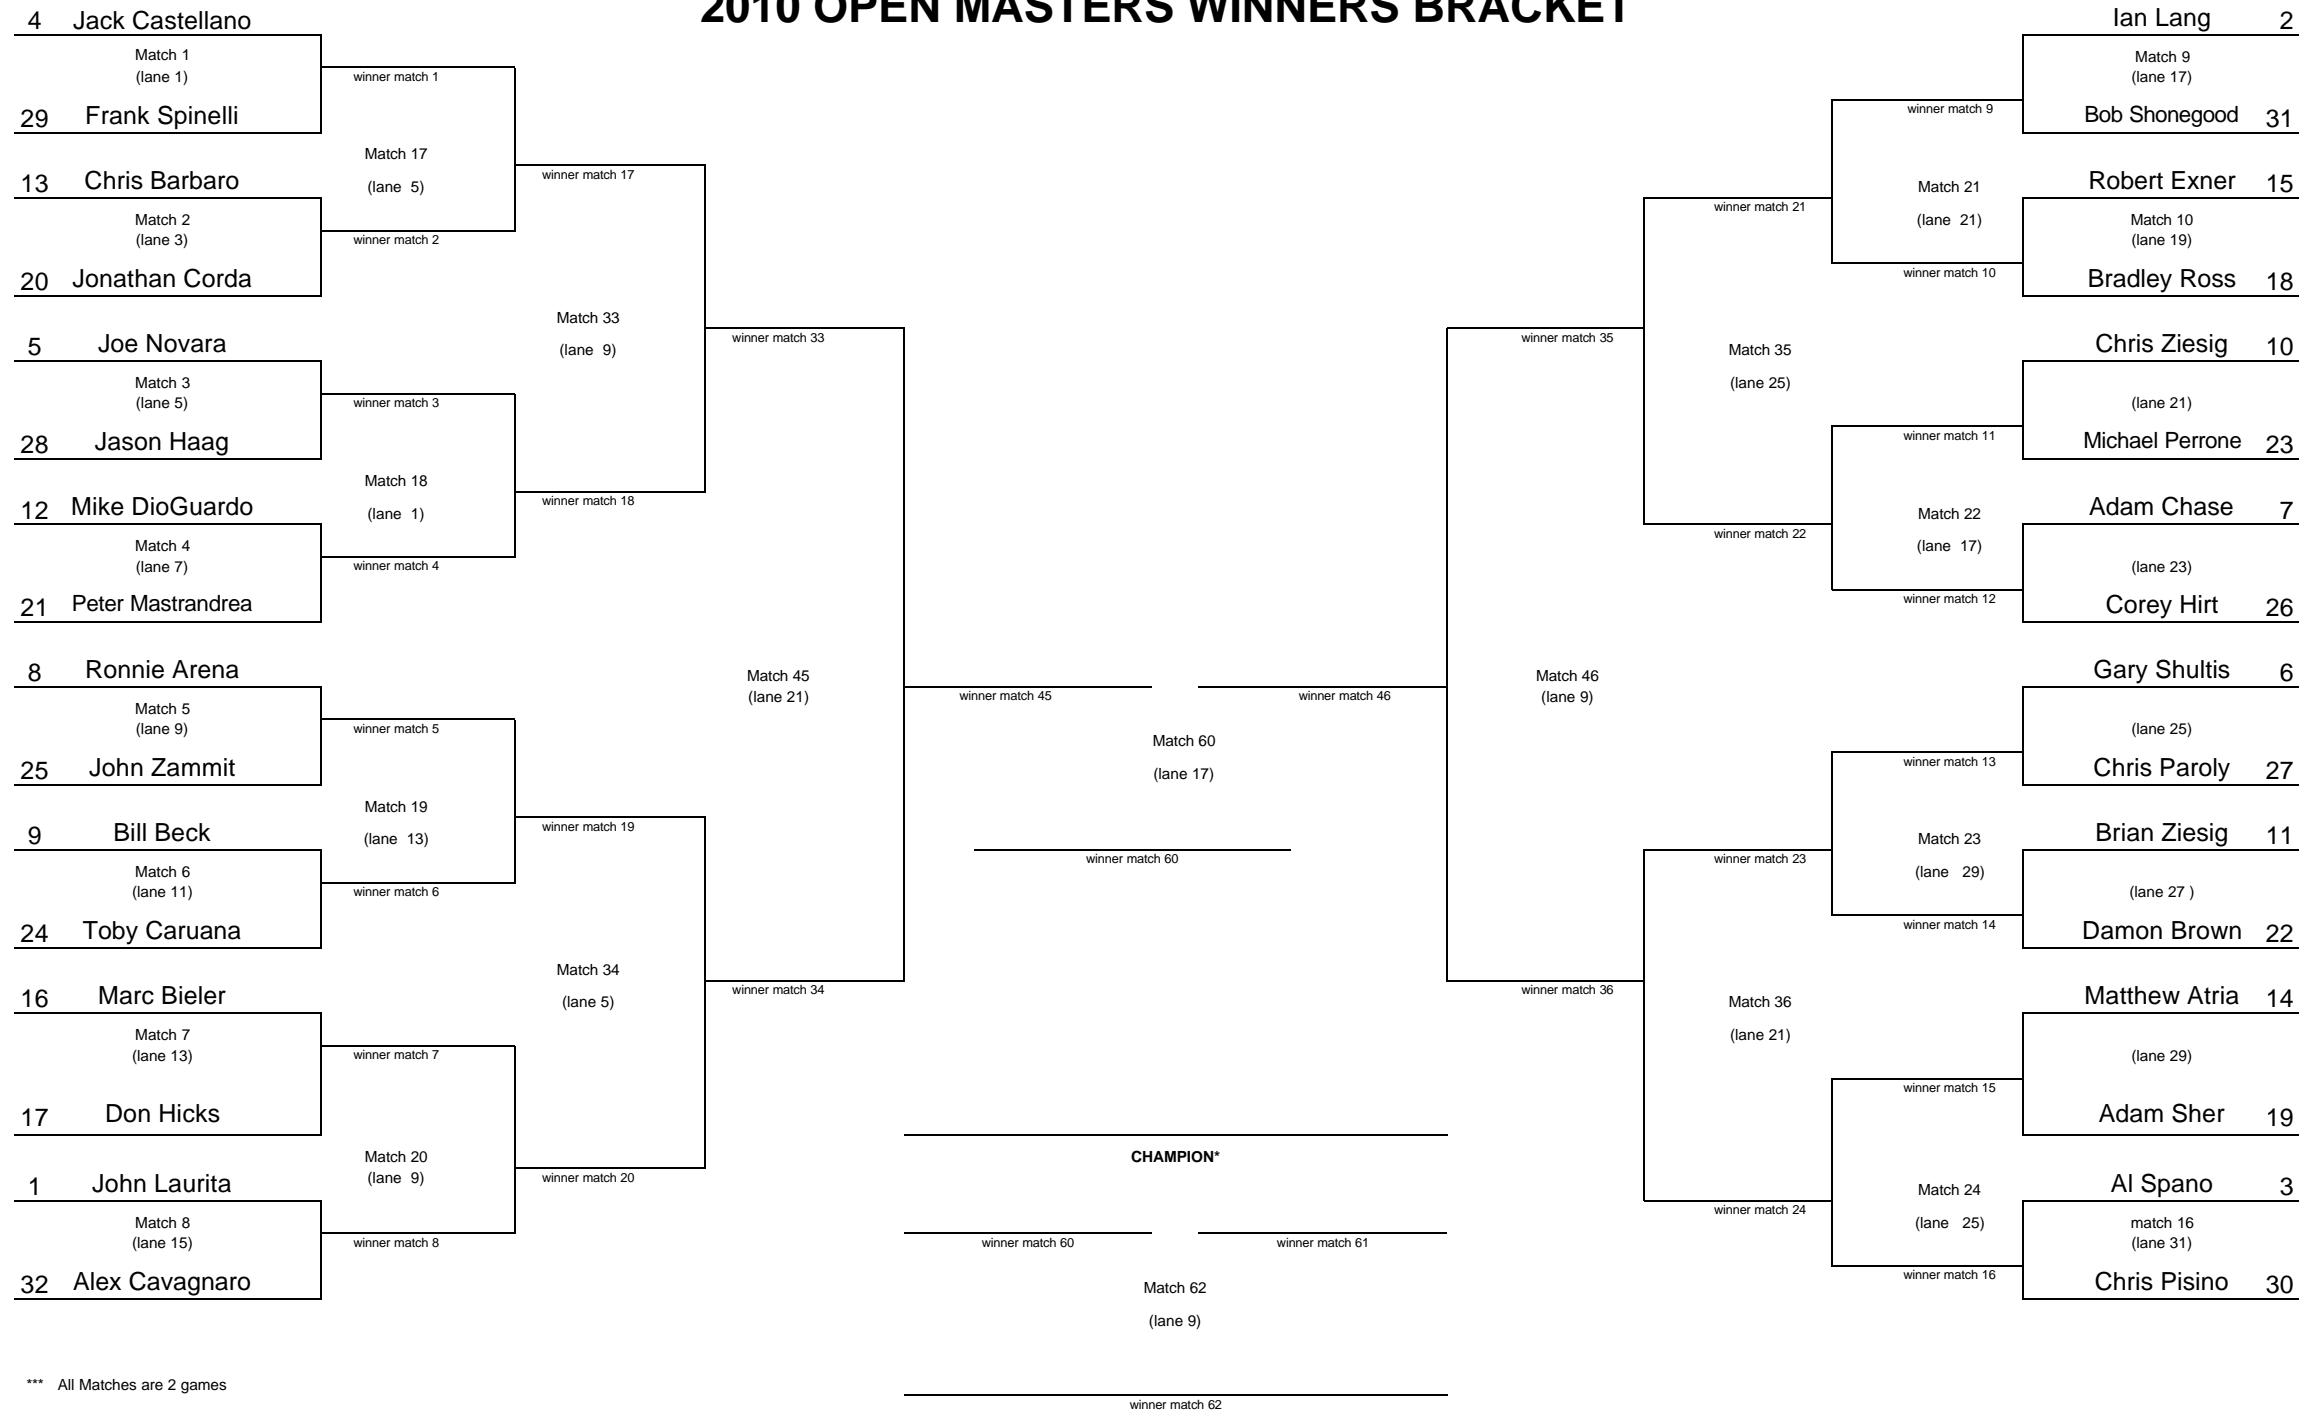 2010 OPEN MASTERS WINNERS BRACKET
4 Jack Castellano
Match 1
(lane 1)
29 Frank Spinelli
13 Chris Barbaro
Match 2
(lane 3)
20 Jonathan Corda
5 Joe Novara
Match 3
(lane 5)
28 Jason Haag
12 Mike DioGuardo
Match 4
(lane 7)
21 Peter Mastrandrea
8 Ronnie Arena
Match 5
(lane 9)
25 John Zammit
9 Bill Beck
Match 6
(lane 11)
24 Toby Caruana
16 Marc Bieler
Match 7
(lane 13)
17 Don Hicks
1 John Laurita
Match 8
(lane 15)
32 Alex Cavagnaro
*** All Matches are 2 games
winner match 1
Match 17
(lane 5)
winner match 2
winner match 3
Match 18
(lane 1)
winner match 4
winner match 5
Match 19
(lane 13)
winner match 6
winner match 7
Match 20
(lane 9)
winner match 8
winner match 17
Match 33
(lane 9)
winner match 18
winner match 19
Match 34
(lane 5)
winner match 20
winner match 33
Match 45
(lane 21)
winner match 34
winner match 45
winner match 46
Match 60
(lane 17)
winner match 60
CHAMPION*
winner match 60
winner match 61
Match 62
(lane 9)
winner match 62
winner match 35
Match 46
(lane 9)
winner match 36
winner match 21
Match 35
(lane 25)
winner match 22
winner match 23
Match 36
(lane 21)
winner match 24
winner match 9
Match 21
(lane 21)
winner match 10
winner match 11
Match 22
(lane 17)
winner match 12
winner match 13
Match 23
(lane 29)
winner match 14
winner match 15
Match 24
(lane 25)
winner match 16
Ian Lang 2
Match 9
(lane 17)
Bob Shonegood 31
Robert Exner 15
Match 10
(lane 19)
Bradley Ross 18
Chris Ziesig 10
(lane 21)
Michael Perrone 23
Adam Chase 7
(lane 23)
Corey Hirt 26
Gary Shultis 6
(lane 25)
Chris Paroly 27
Brian Ziesig 11
(lane 27 )
Damon Brown 22
Matthew Atria 14
(lane 29)
Adam Sher 19
Al Spano 3
match 16
(lane 31)
Chris Pisino 30